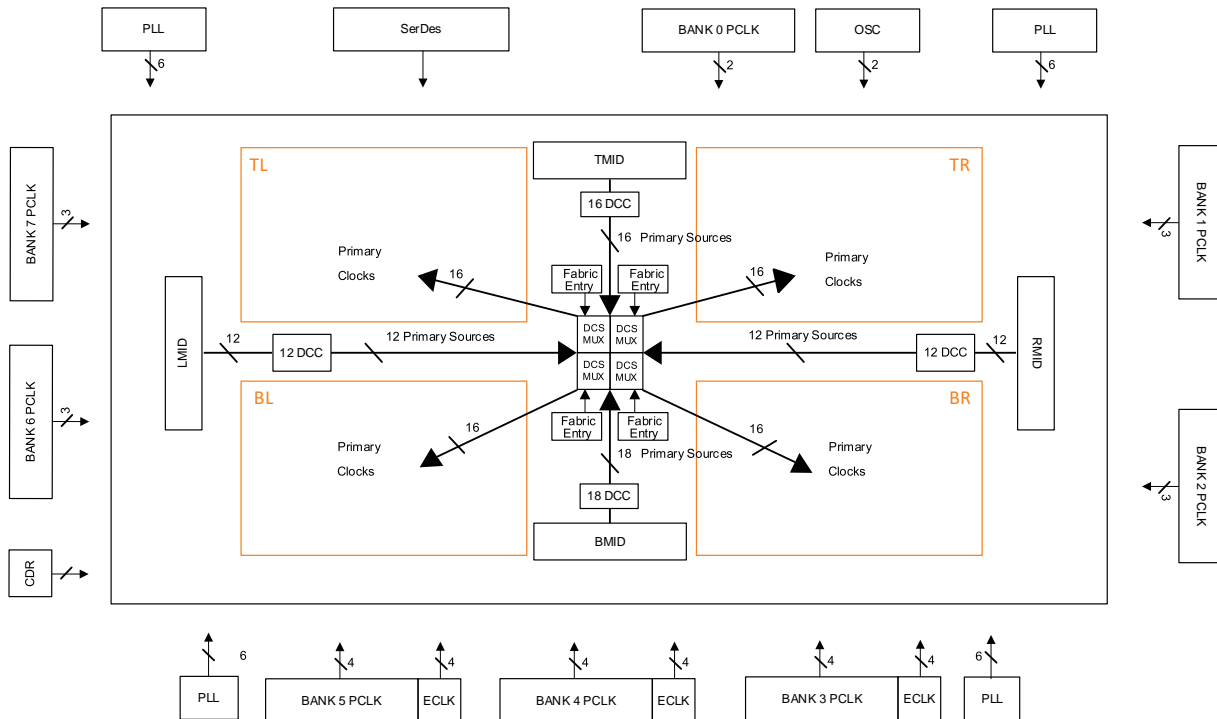 PLL
SerDes
BANK 0 PCLK
OSC
PLL
6
2
2
6
TL
TMID
TR
BANK 7 PCLK
3
BANK 1 PCLK
3
16 DCC
16 Primary Sources
Primary
Clocks
16
Fabric
Entry
Fabric
Entry
16
Primary
Clocks
LMID
12
12 DCC
12 Primary Sources
DCS
MUX
DCS
MUX
DCS
MUX
DCS
MUX
12 Primary Sources
12 DCC
12
RMID
BANK 6 PCLK
3
BANK 2 PCLK
3
BL
BR
Fabric
Entry
Fabric
Entry
Primary
Clocks
16
16
Primary
Clocks
18 Primary Sources
18 DCC
BMID
CDR
6
4
4
4
4
4
4
6
PLL
BANK 5 PCLK
ECLK
BANK 4 PCLK
ECLK
BANK 3 PCLK
ECLK
PLL